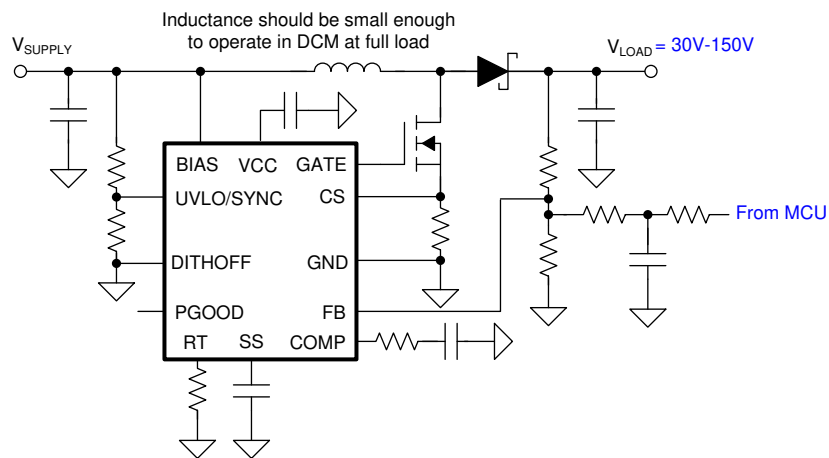 Inductance should be small enough
to operate in DCM at full load
VSUPPLY
VLOAD = 30V-150V
BIAS
VCC
GATE
UVLO/SYNC
CS
From MCU
DITHOFF
GND
PGOOD
FB
RT
SS
COMP